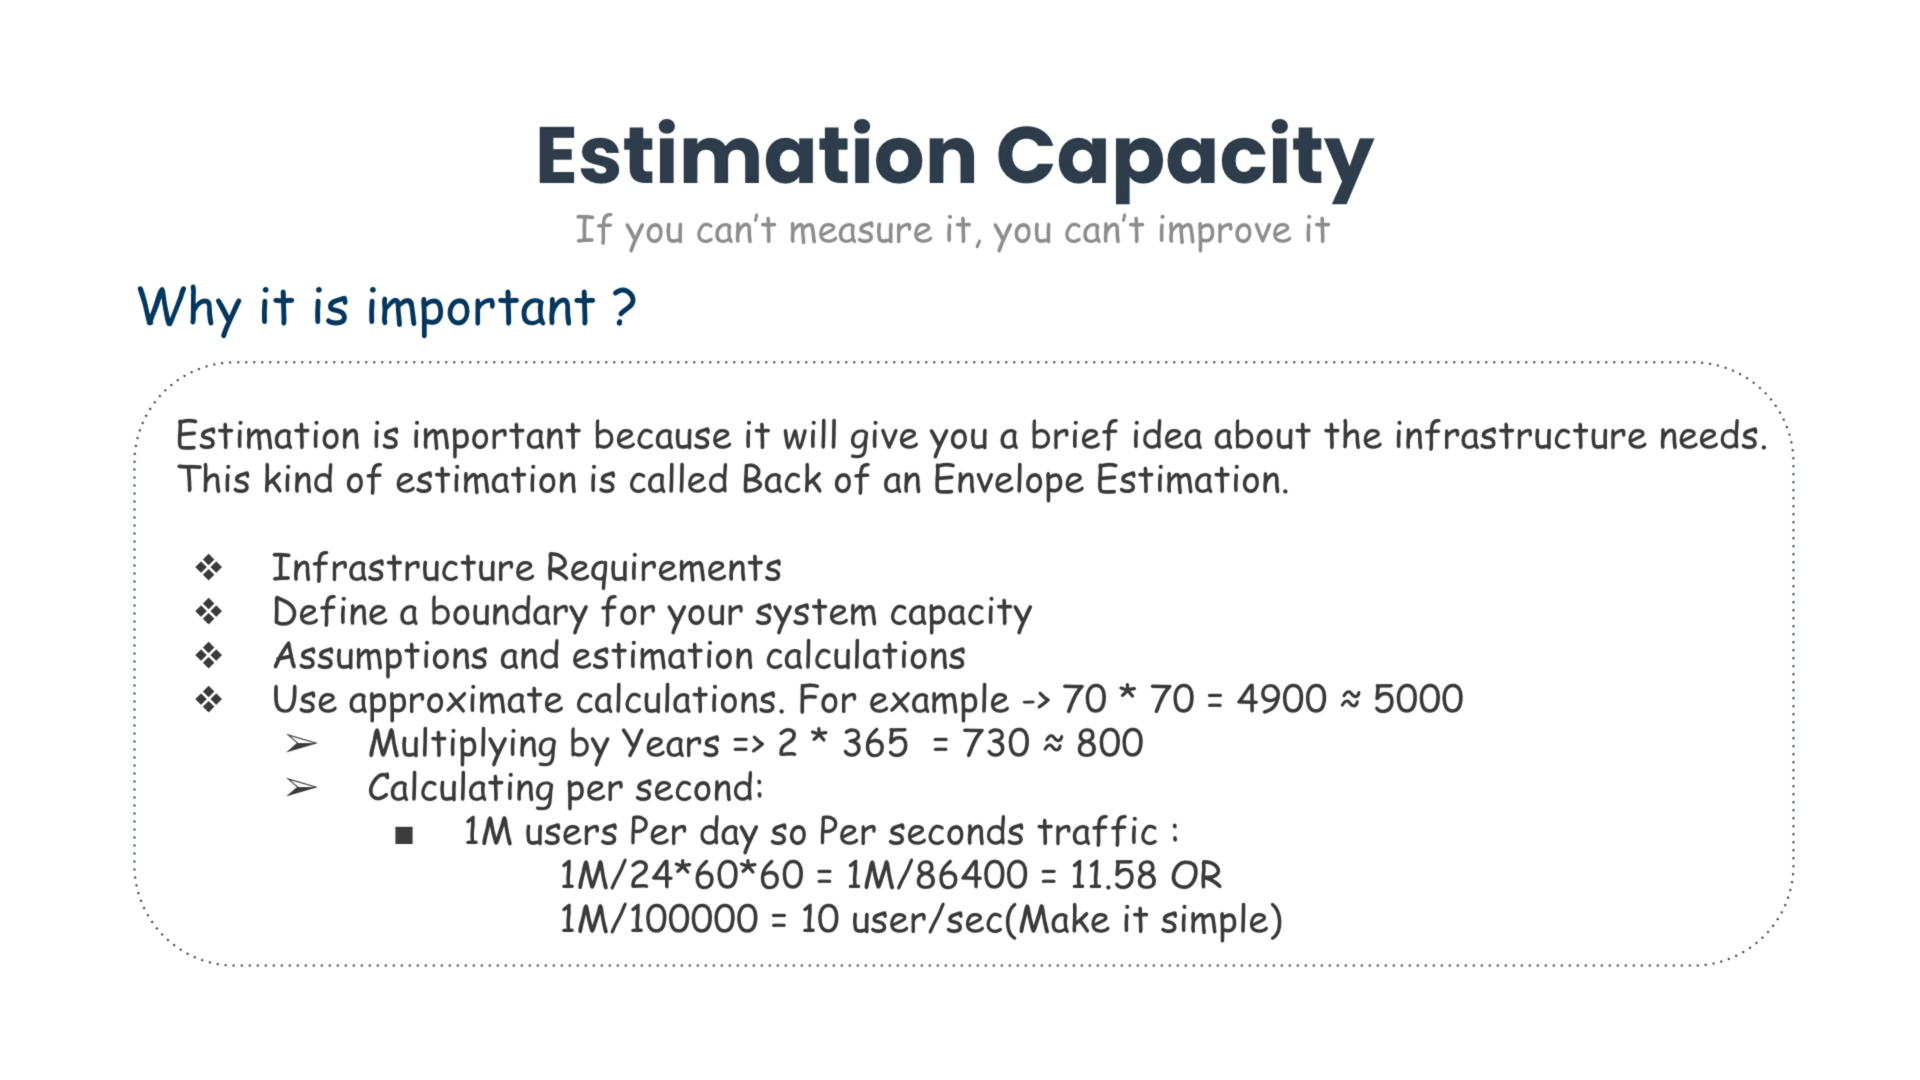 Estimation Capacity
If you can't measure it, you can't improve it
Why it is important ?
Estimation is important because it will give you a brief idea about the infrastructure needs.
This kind of estimation is called Back of an Envelope Estimation.
❖ Infrastructure Requirements
❖ Define a boundary for your system capacity
❖ Assumptions and estimation calculations
❖ Use approximate calculations. For example -> 70 * 70 = 4900 ≈ 5000
➢ Multiplying by Years => 2 * 365 = 730 ≈ 800
➢ Calculating per second:
■ 1M users Per day so Per seconds traffic :
1M/24*60*60 = 1M/86400 = 11.58 OR
1M/100000 = 10 user/sec(Make it simple)